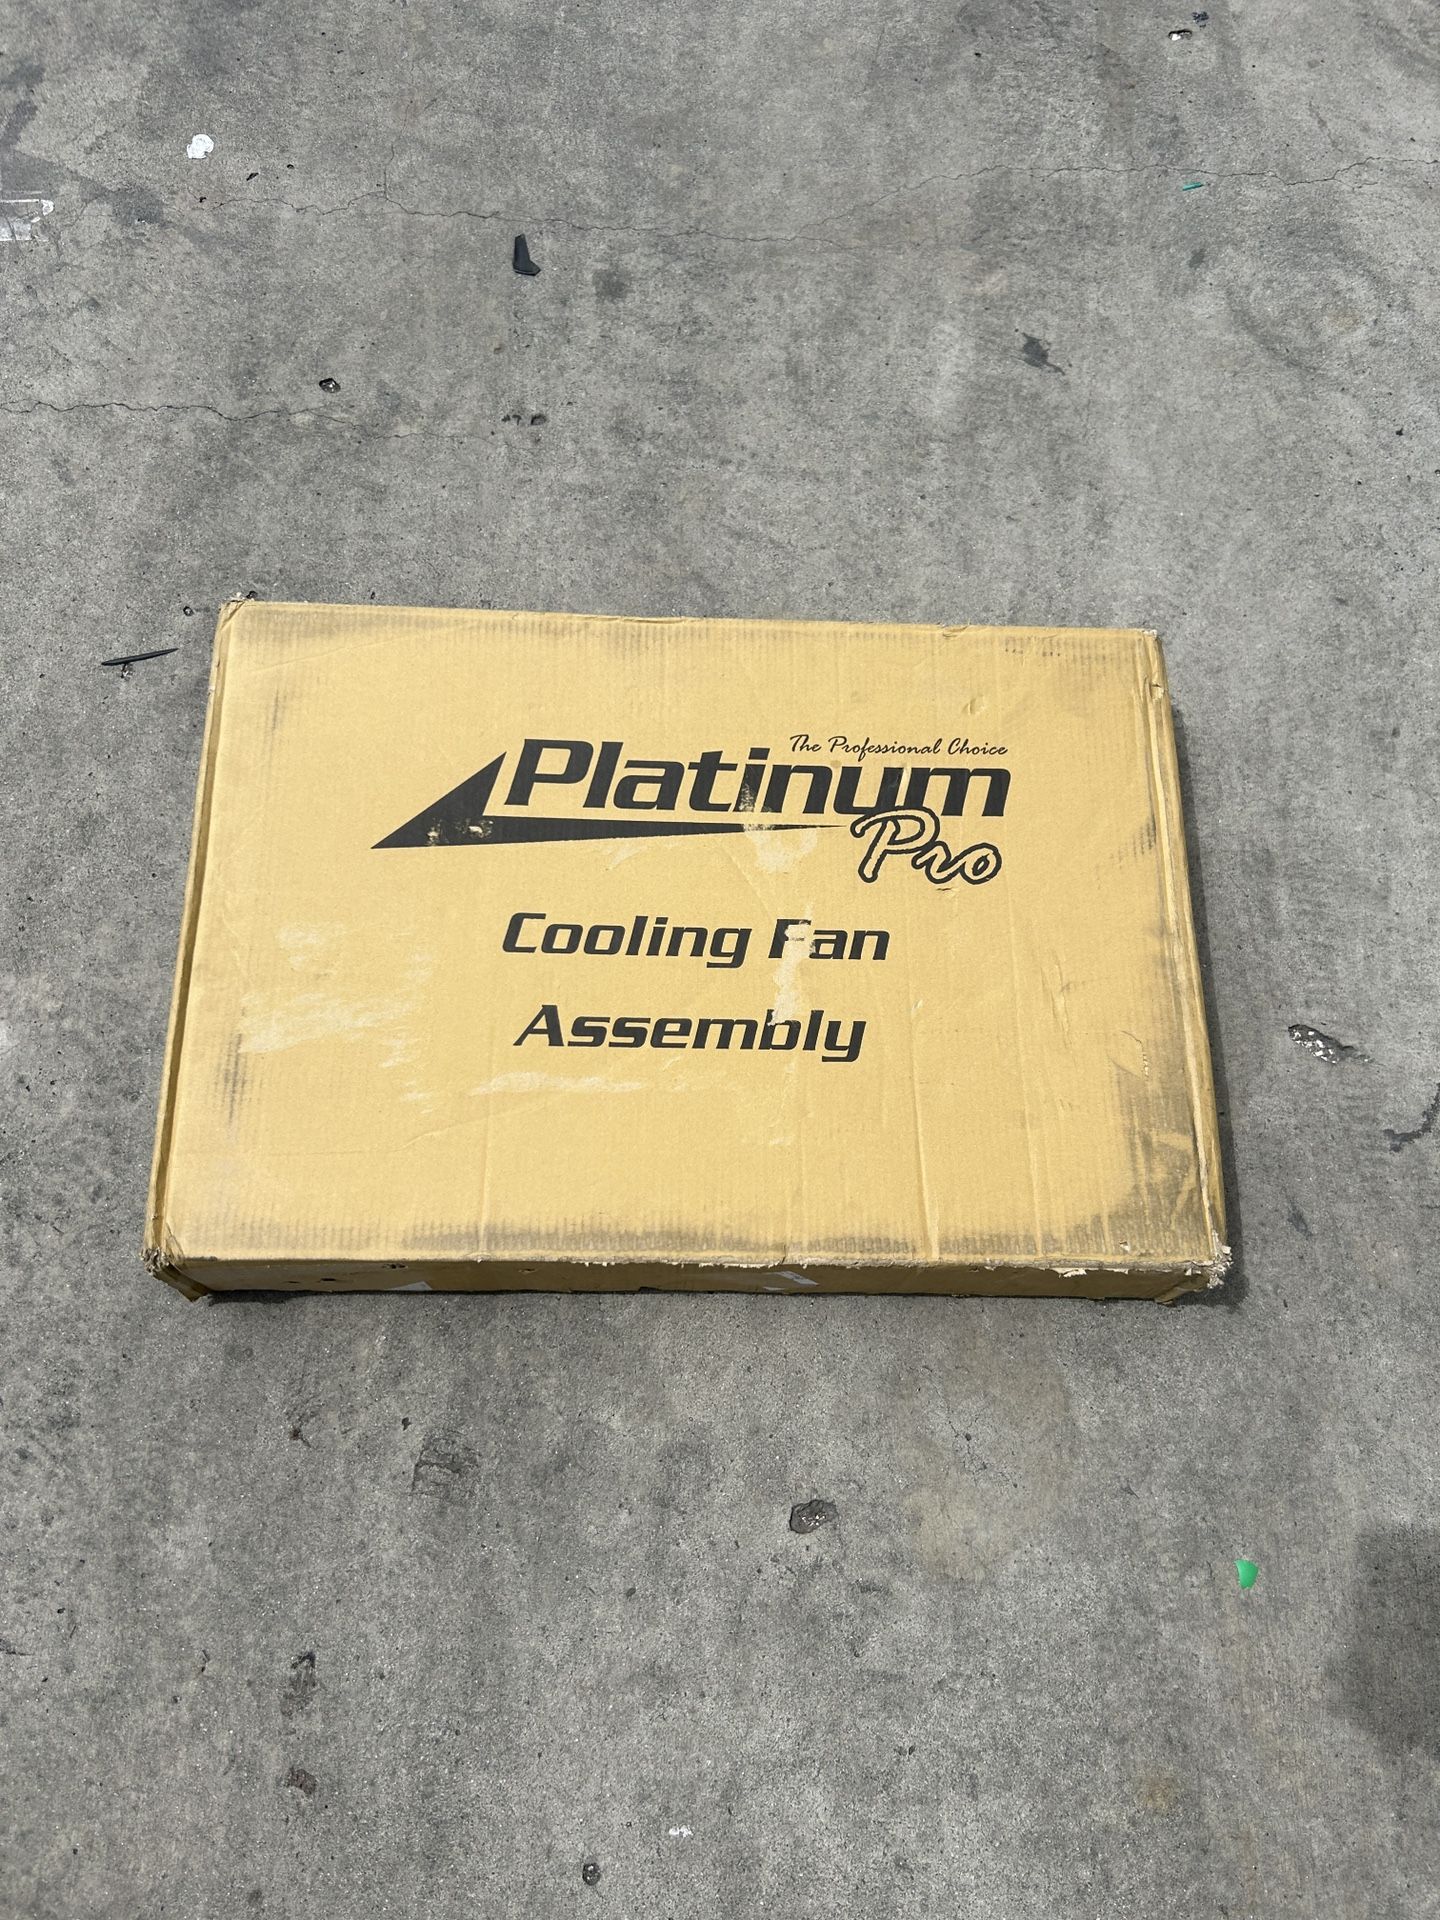 The Professional Choice
Platinum
Pro
Cooling Fan
Assembly